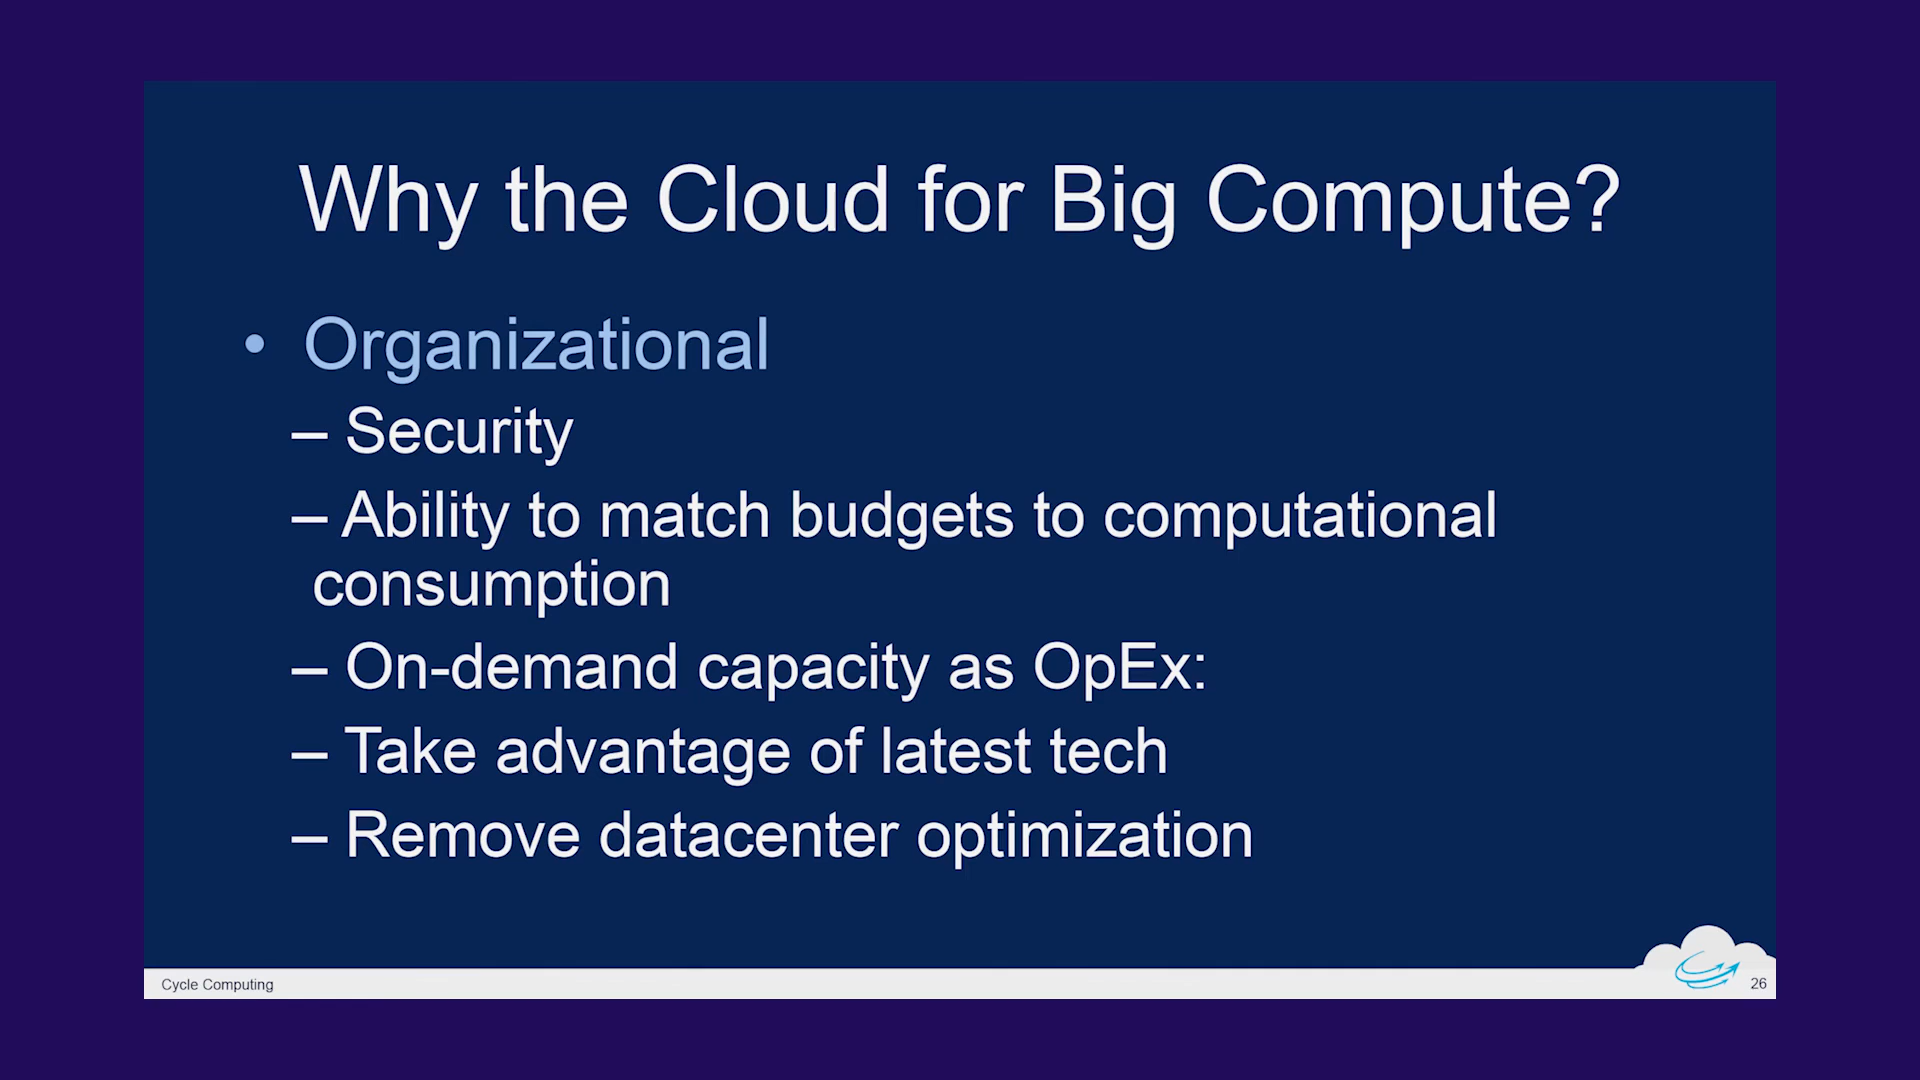 Why the Cloud for Big Compute?
• Organizational
– Security
– Ability to match budgets to computational
consumption
– On-demand capacity as OpEx:
– Take advantage of latest tech
– Remove datacenter optimization
Cycle Computing
26